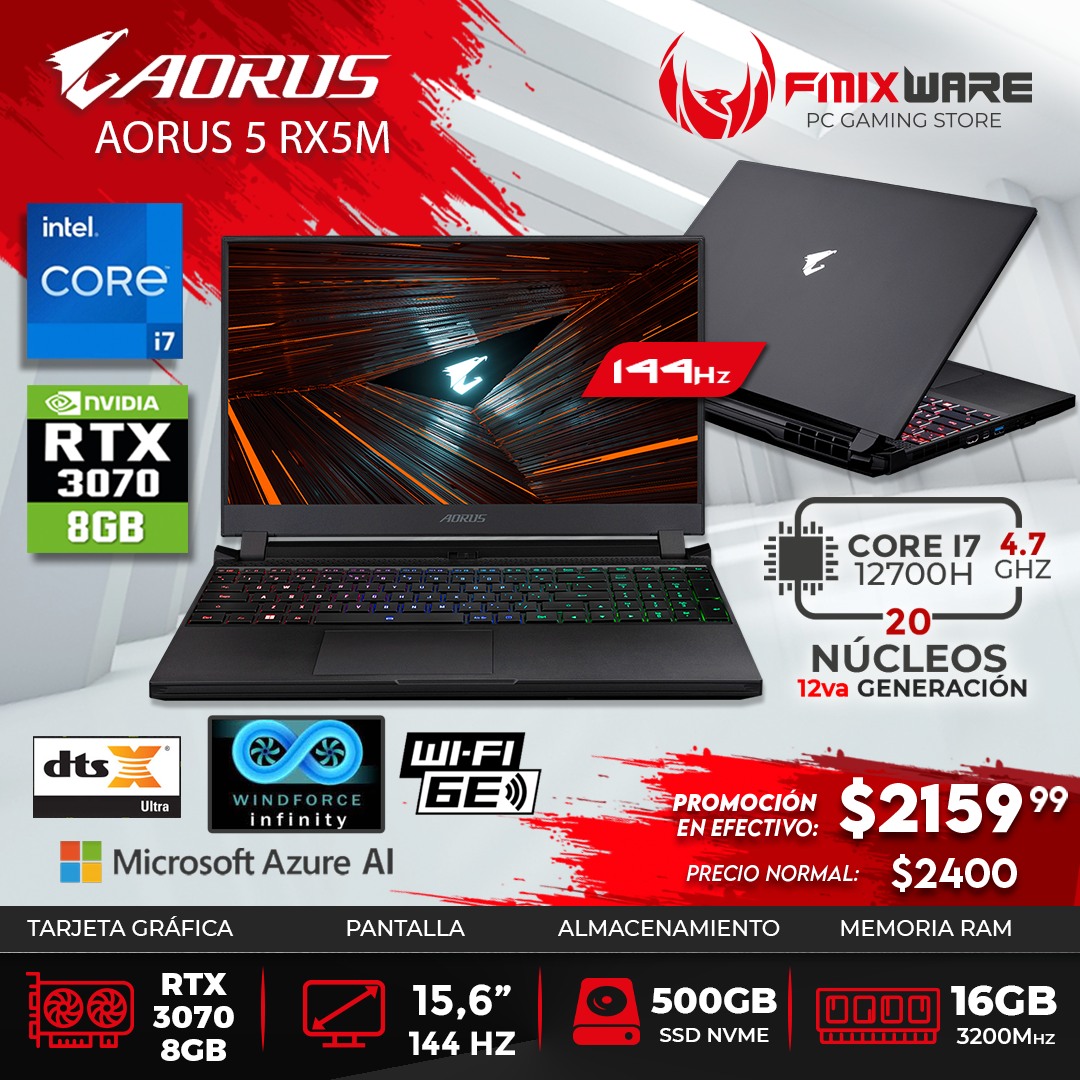 AORUS
AORUS 5 RX5M
FMIXWARE
PC GAMING STORE
intel.
CORE
i7
NVIDIA
RTX
3070
8GB
144Hz
AORUS
CORE I7
12700H
4.7
GHZ
20
NÚCLEOS
12va GENERACIÓN
dts X
Ultra
WINDFORCE
infinity
WI-FI
6E
Microsoft Azure AI
PROMOCIÓN
EN EFECTIVO:
$2159.99
PRECIO NORMAL: $2400
TARJETA GRÁFICA
PANTALLA
ALMACENAMIENTO
MEMORIA RAM
RTX
3070
8GB
15,6”
144 HZ
500GB
SSD NVME
16GB
3200MHz